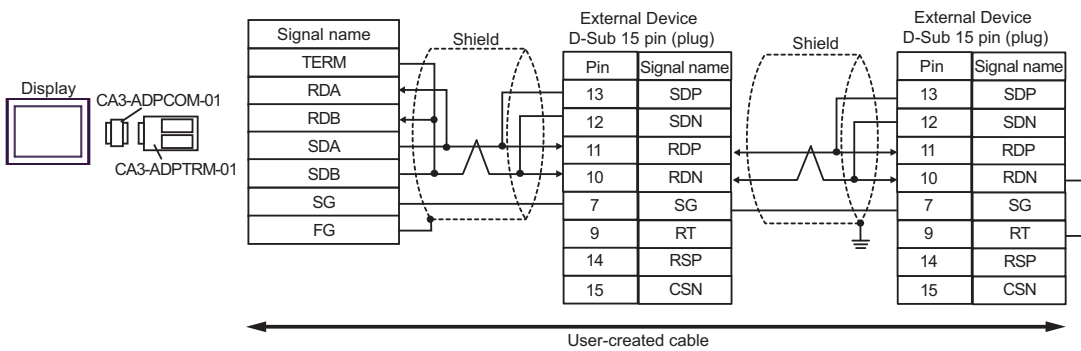 Display
CA3-ADPCOM-01
CA3-ADPTRM-01
Signal name
TERM
RDA
RDB
SDA
SDB
SG
FG
Shield
External Device
D-Sub 15 pin (plug)
Pin Signal name
13 SDP
12 SDN
11 RDP
10 RDN
7 SG
9 RT
14 RSP
15 CSN
Shield
External Device
D-Sub 15 pin (plug)
Pin Signal name
13 SDP
12 SDN
11 RDP
10 RDN
7 SG
9 RT
14 RSP
15 CSN
User-created cable